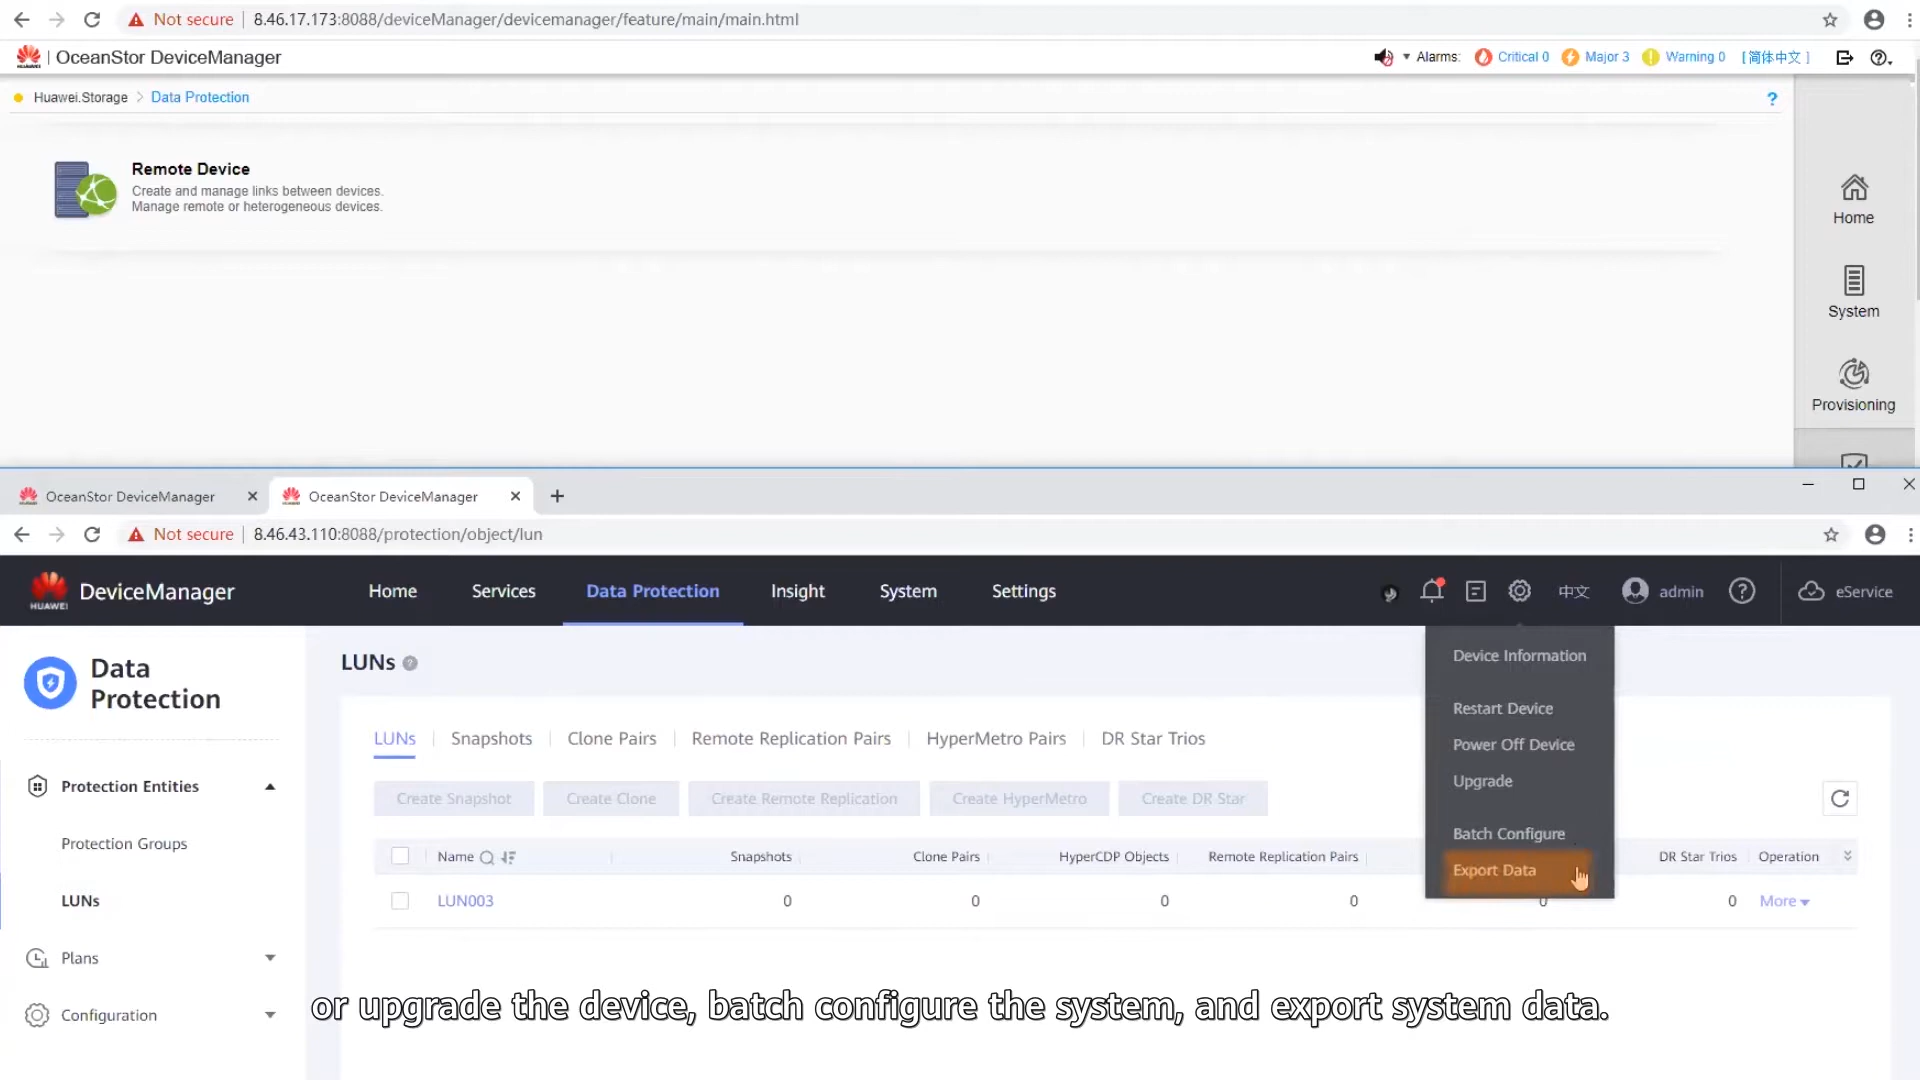 Not secure | 8.46.17.173:8088/deviceManager/devicemanager/feature/main/main.html
HUAWEI | OceanStor DeviceManager
Alarms: Critical 0 Major 3 Warning 0 [ 简体中文 ]
Huawei.Storage > Data Protection
?
Remote Device
Create and manage links between devices.
Manage remote or heterogeneous devices.
Home
System
Provisioning
OceanStor DeviceManager
OceanStor DeviceManager
Not secure | 8.46.43.110:8088/protection/object/lun
HUAWEI DeviceManager
Home
Services
Data Protection
Insight
System
Settings
中文
admin
?
eService
Data
Protection
Protection Entities
Protection Groups
LUNs
Plans
Configuration
LUNs ?
LUNs | Snapshots | Clone Pairs | Remote Replication Pairs | HyperMetro Pairs | DR Star Trios
Create Snapshot
Create Clone
Create Remote Replication
Create HyperMetro
Create DR Star
Name Snapshots Clone Pairs HyperCDP Objects Remote Replication Pairs DR Star Trios Operation
LUN003 0 0 0 0 0 0 More
Device Information
Restart Device
Power Off Device
Upgrade
Batch Configure
Export Data
or upgrade the device, batch configure the system, and export system data.